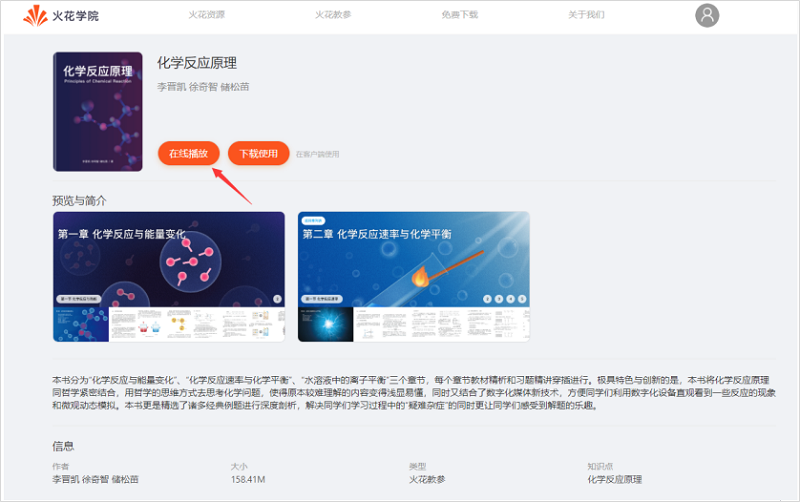 火花学院
火花资源
火花教参
免费下载
关于我们
化学反应原理
Principles of Chemical Reaction
化学反应原理
李晋凯 徐奇智 储松苗
在线播放
下载使用
在客户端使用
预览与简介
第一章 化学反应与能量变化
第二章 化学反应速率与化学平衡
本书分为“化学反应与能量变化”、“化学反应速率与化学平衡”、“水溶液中的离子平衡”三个章节，每个章节教材精析和习题精讲穿插进行。极具特色与创新的是，本书将化学反应原理
同哲学紧密结合，用哲学的思维方式去思考化学问题，使得原本较难理解的内容变得浅显易懂，同时又结合了数字化媒体新技术，方便同学们利用数字化设备直观看到一些反应的现象
和微观动态模拟。本书更是精选了诸多经典例题进行深度剖析，解决同学们学习过程中的“疑难杂症”的同时更让同学们感受到解题的乐趣。
信息
作者
大小
类型
知识点
李晋凯 徐奇智 储松苗
158.41M
火花教参
化学反应原理